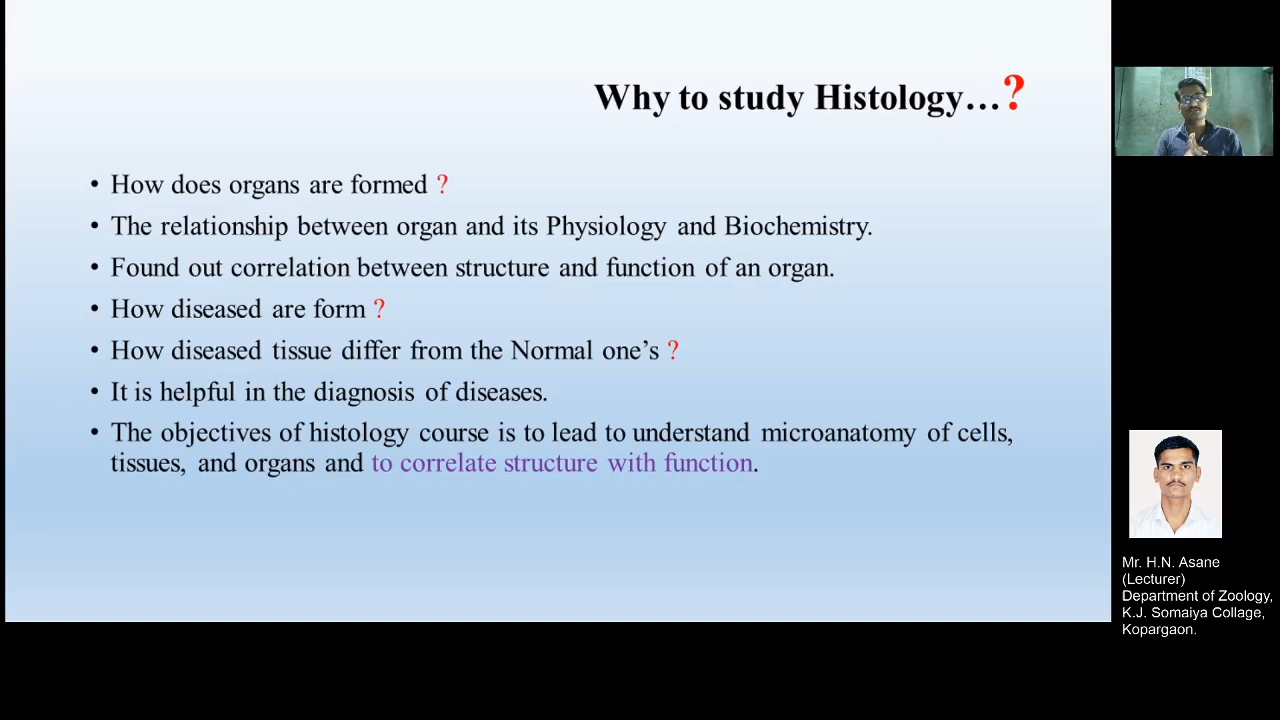 Why to study Histology...?
• How does organs are formed ?
• The relationship between organ and its Physiology and Biochemistry.
• Found out correlation between structure and function of an organ.
• How diseased are form ?
• How diseased tissue differ from the Normal one’s ?
• It is helpful in the diagnosis of diseases.
• The objectives of histology course is to lead to understand microanatomy of cells,
tissues, and organs and to correlate structure with function.
Mr. H.N. Asane
(Lecturer)
Department of Zoology,
K.J. Somaiya Collage,
Kopargaon.